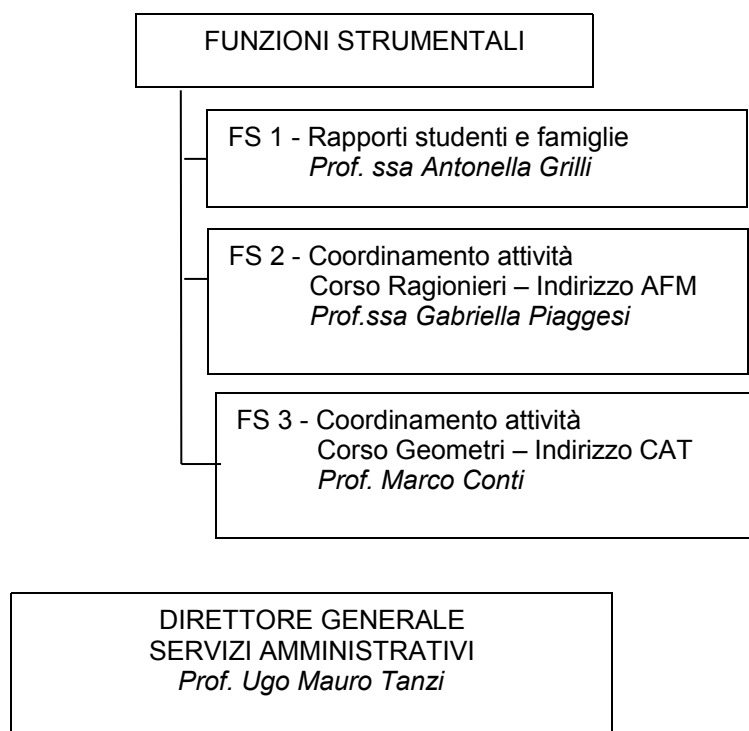 FUNZIONI STRUMENTALI
FS 1 - Rapporti studenti e famiglie
Prof. ssa Antonella Grilli
FS 2 - Coordinamento attività
Corso Ragionieri – Indirizzo AFM
Prof.ssa Gabriella Piaggesi
FS 3 - Coordinamento attività
Corso Geometri – Indirizzo CAT
Prof. Marco Conti
DIRETTORE GENERALE
SERVIZI AMMINISTRATIVI
Prof. Ugo Mauro Tanzi